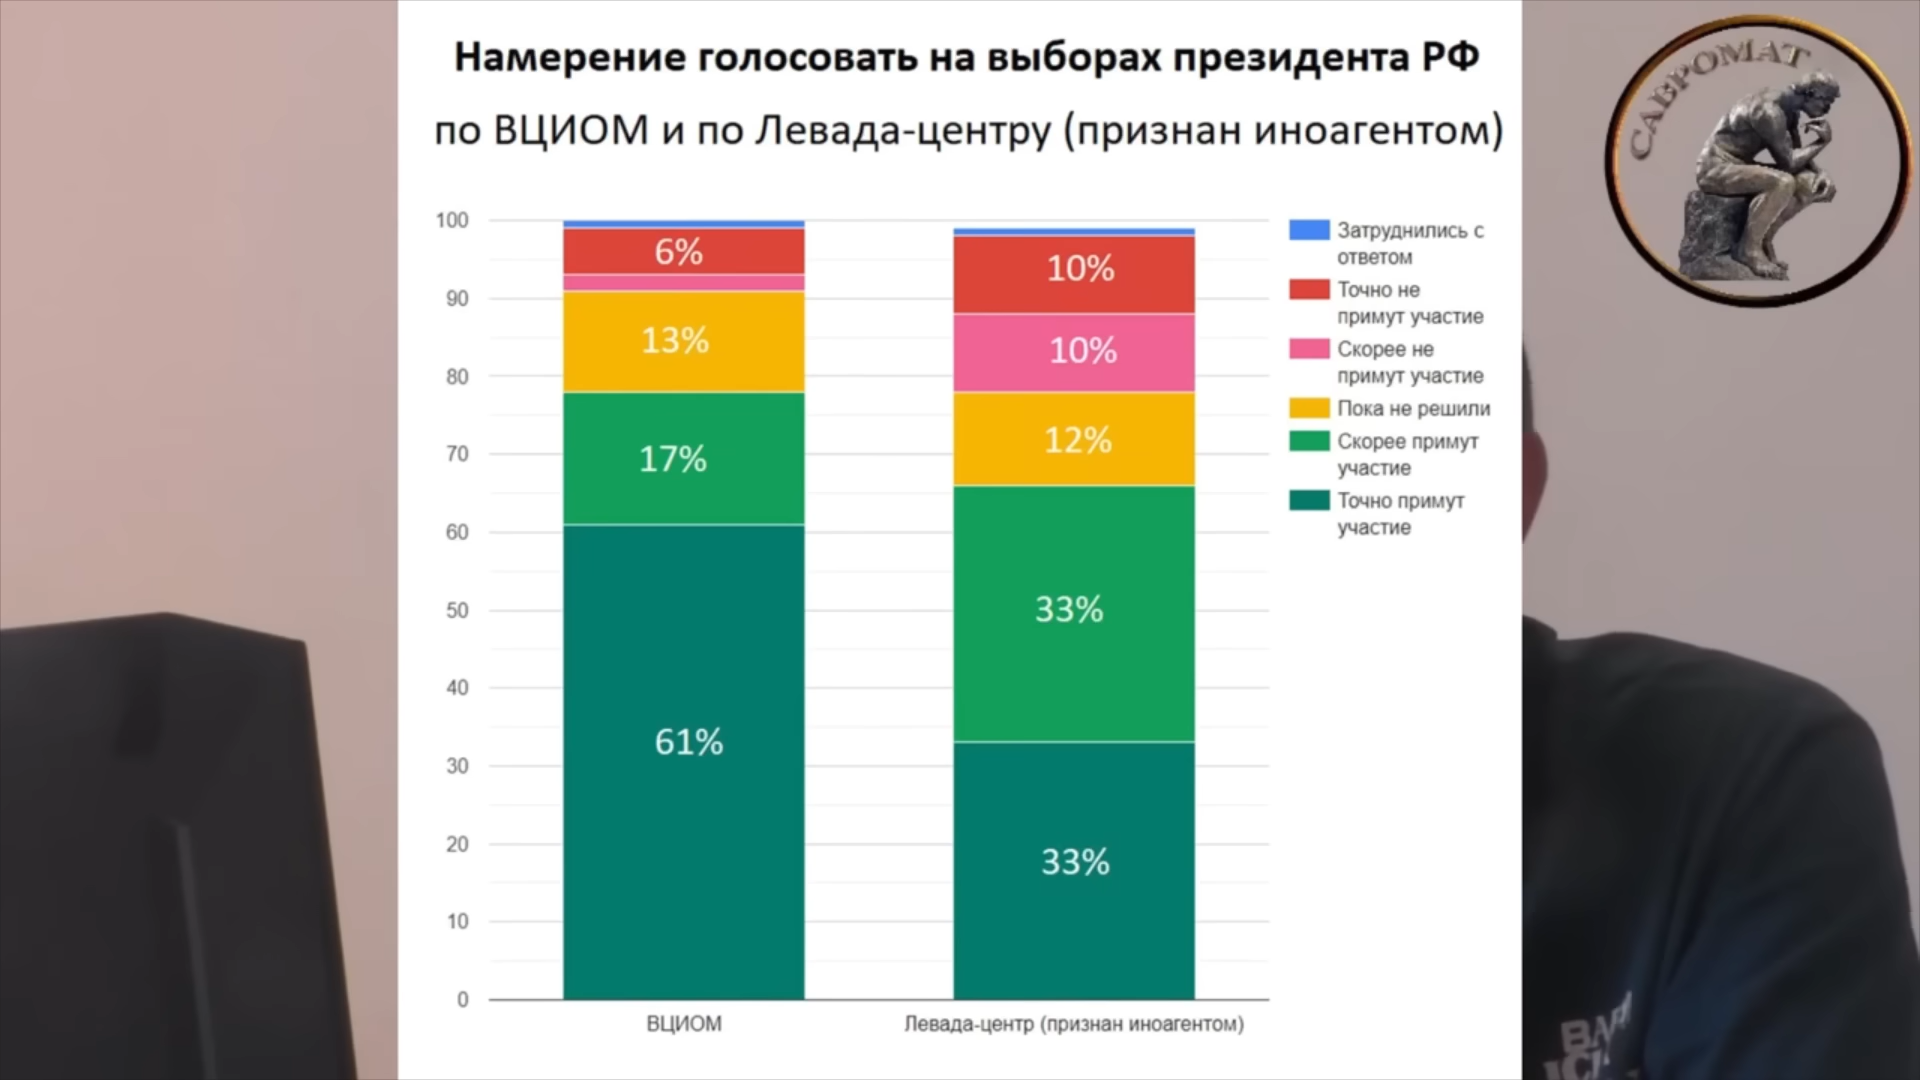 Намерение голосовать на выборах президента РФ
по ВЦИОМ и по Левада-центру (признан иноагентом)
САВРОМАТ
100
90
80
70
60
50
40
30
20
10
0
6%
13%
17%
61%
10%
10%
12%
33%
33%
Затруднились с
ответом
Точно не
примут участие
Скорее не
примут участие
Пока не решили
Скорее примут
участие
Точно примут
участие
ВЦИОМ
Левада-центр (признан иноагентом)